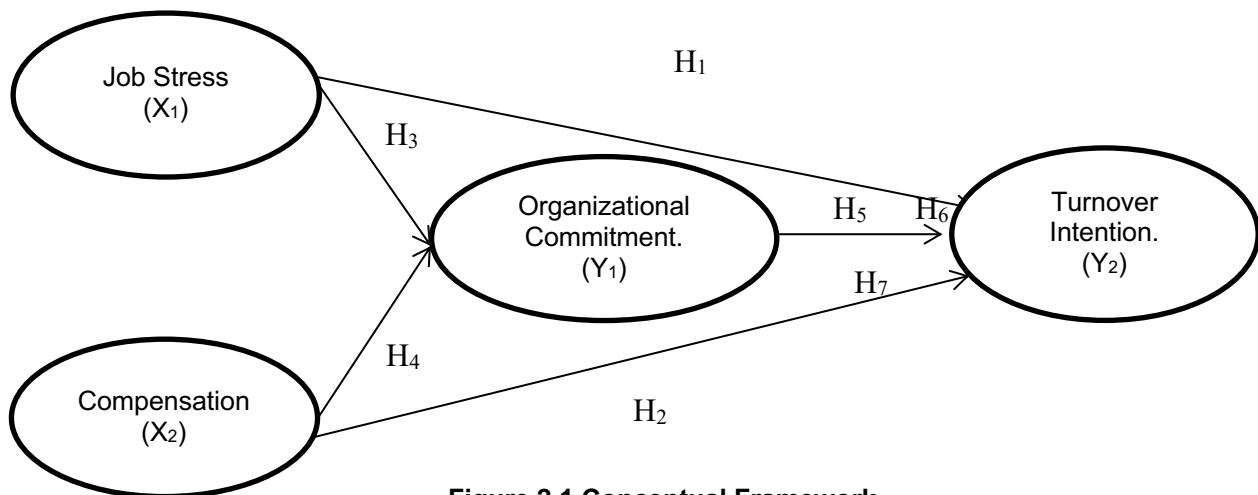 H₁
Job Stress
(X₁)
H₃
Organizational
Commitment.
(Y₁)
H₅
H₆
Turnover
Intention.
(Y₂)
H₇
H₄
Compensation
(X₂)
H₂
Figure 2.1 Conceptual Framework